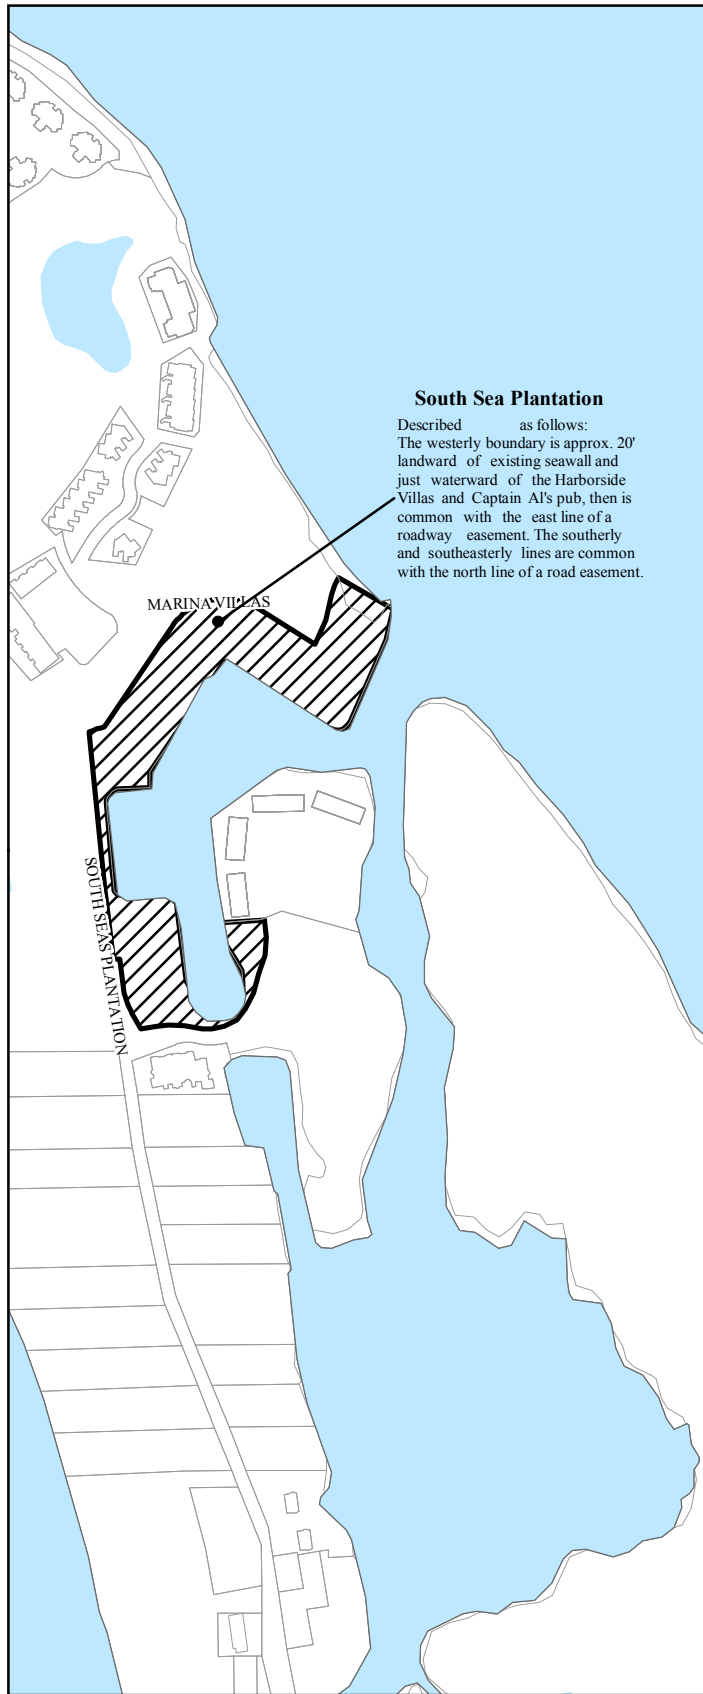 South Sea Plantation
Described as follows:
The westerly boundary is approx. 20'
landward of existing seawall and
just waterward of the Harborside
Villas and Captain Al's pub, then is
common with the east line of a
roadway easement. The southerly
and southeasterly lines are common
with the north line of a road easement.
MARINA VILLAS
SOUTH SEAS PLANTATION